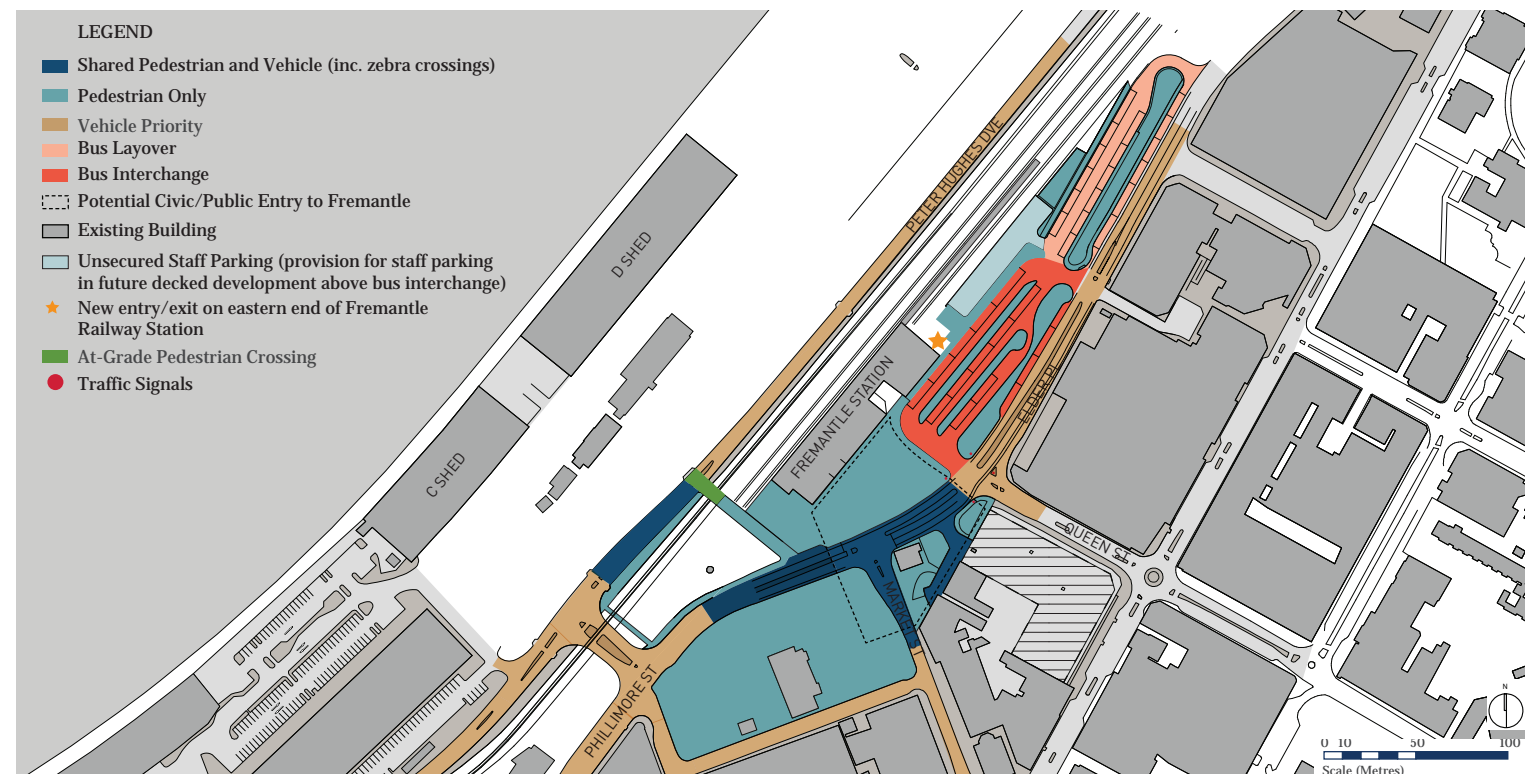 LEGEND
Shared Pedestrian and Vehicle (inc. zebra crossings)
Pedestrian Only
Vehicle Priority
Bus Layover
Bus Interchange
Potential Civic/Public Entry to Fremantle
Existing Building
Unsecured Staff Parking (provision for staff parking
in future decked development above bus interchange)
New entry/exit on eastern end of Fremantle
Railway Station
At-Grade Pedestrian Crossing
Traffic Signals
PETER HUGHES DVE
D SHED
C SHED
FREMANTLE STATION
ELDER PL
QUEEN ST
MARKET
PHILLIMORE ST
N
0 10 50 100
Scale (Metres)